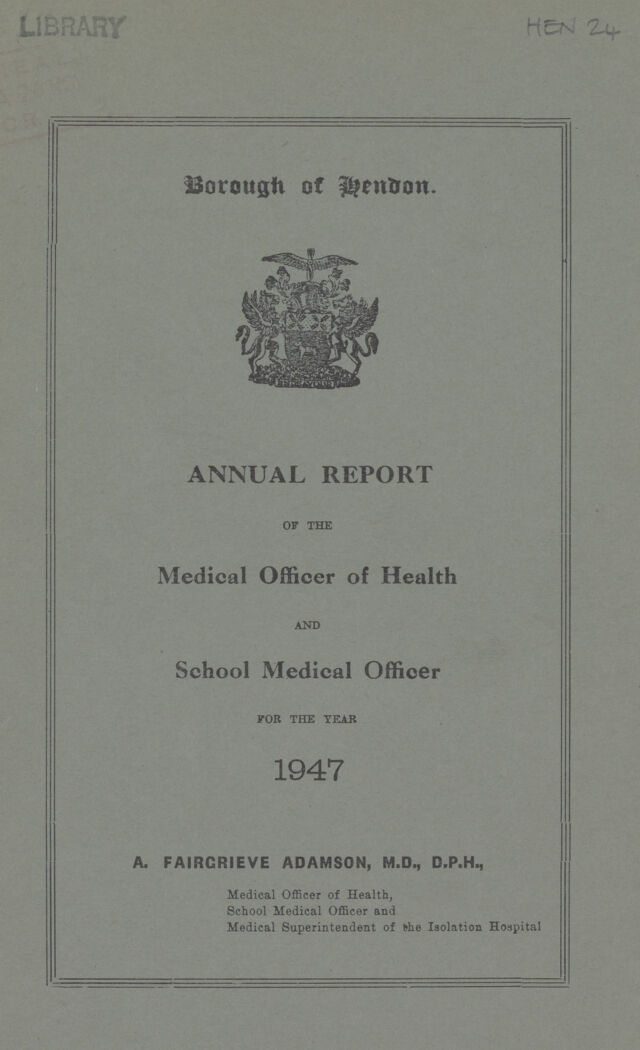 LIBRARY
HEN 24
Borough of Hendon.
ENDEAVOUR
ANNUAL REPORT
OF THE
Medical Officer of Health
AND
School Medical Officer
FOR THE YEAR
1947
A. FAIRGRIEVE ADAMSON, M.D., D.P.H.,
Medical Officer of Health,
School Medical Officer and
Medical Superintendent of the Isolation Hospital